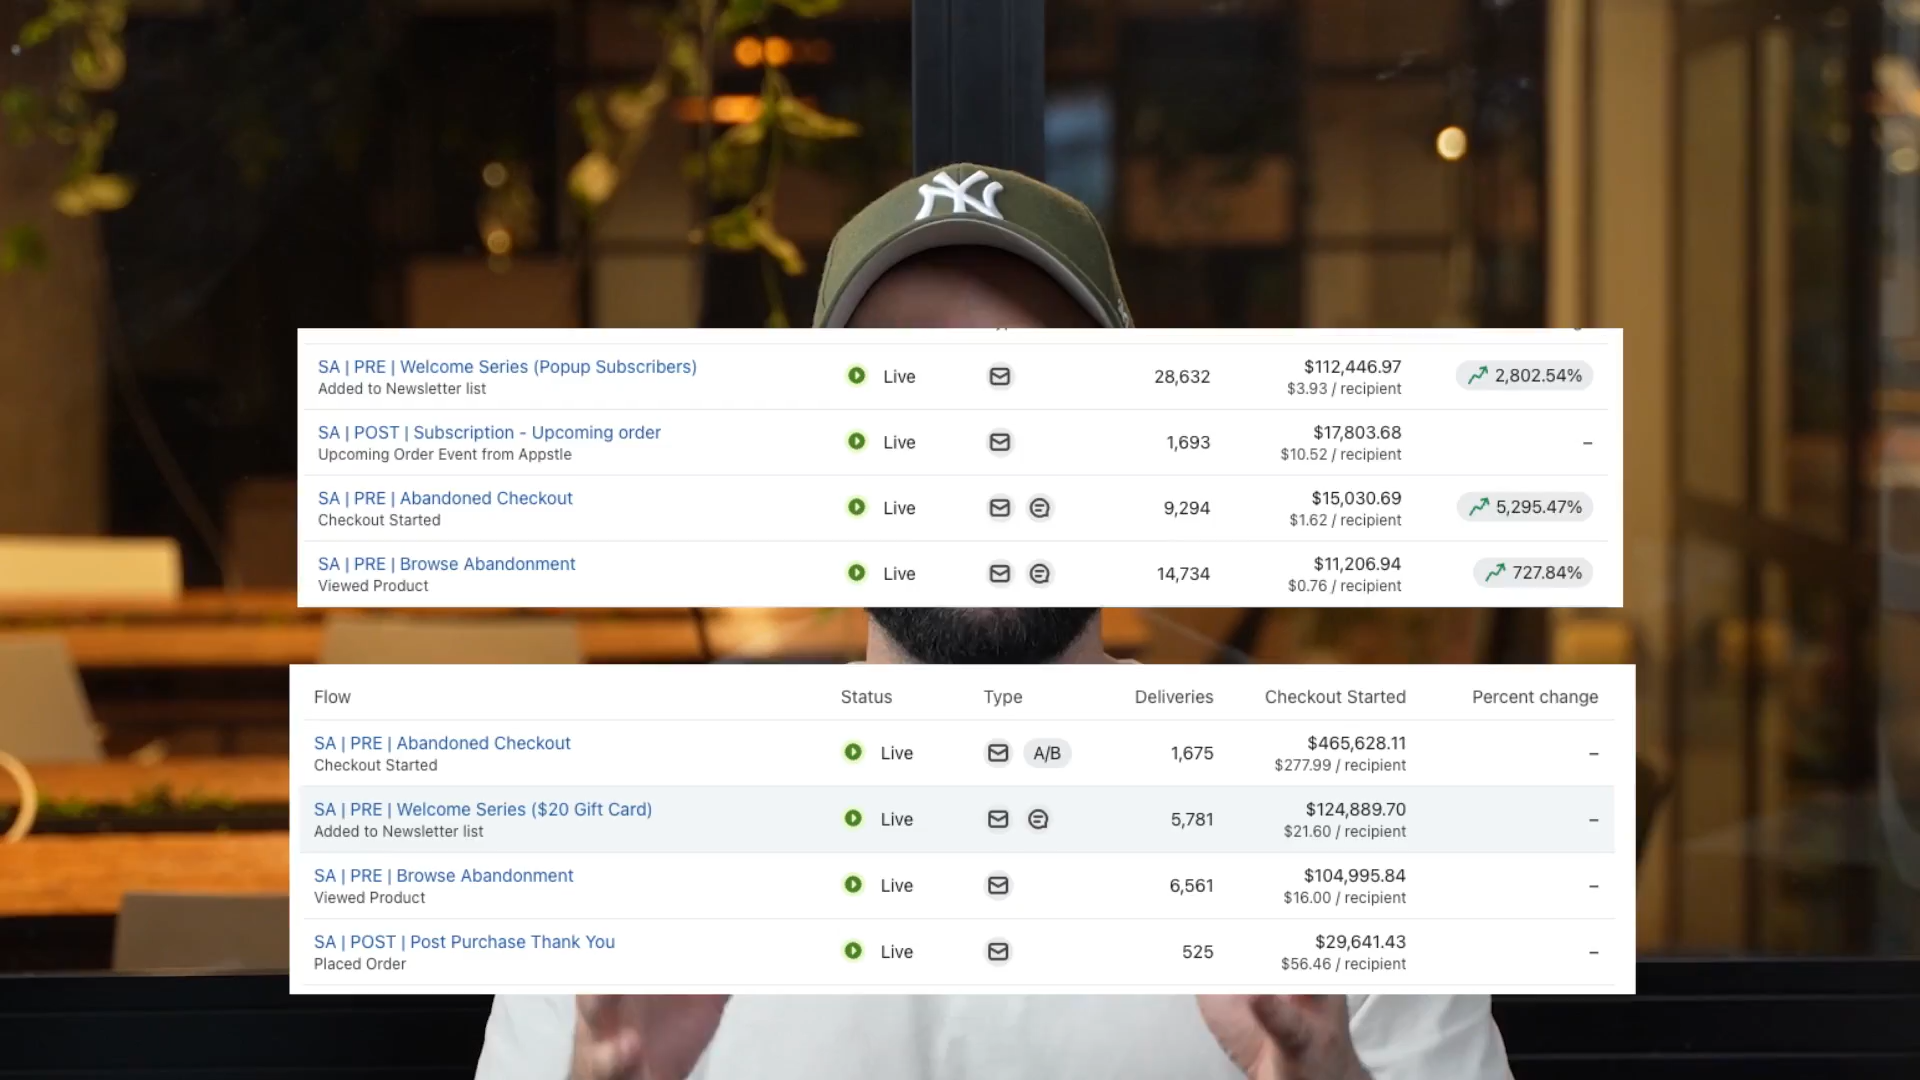 NY
SA | PRE | Welcome Series (Popup Subscribers) Live 28,632 $112,446.97 2,802.54%
Added to Newsletter list $3.93 / recipient
SA | POST | Subscription - Upcoming order Live 1,693 $17,803.68 –
Upcoming Order Event from Appstle $10.52 / recipient
SA | PRE | Abandoned Checkout Live 9,294 $15,030.69 5,295.47%
Checkout Started $1.62 / recipient
SA | PRE | Browse Abandonment Live 14,734 $11,206.94 727.84%
Viewed Product $0.76 / recipient
Flow Status Type Deliveries Checkout Started Percent change
SA | PRE | Abandoned Checkout Live A/B 1,675 $465,628.11 –
Checkout Started $277.99 / recipient
SA | PRE | Welcome Series ($20 Gift Card) Live 5,781 $124,889.70 –
Added to Newsletter list $21.60 / recipient
SA | PRE | Browse Abandonment Live 6,561 $104,995.84 –
Viewed Product $16.00 / recipient
SA | POST | Post Purchase Thank You Live 525 $29,641.43 –
Placed Order $56.46 / recipient